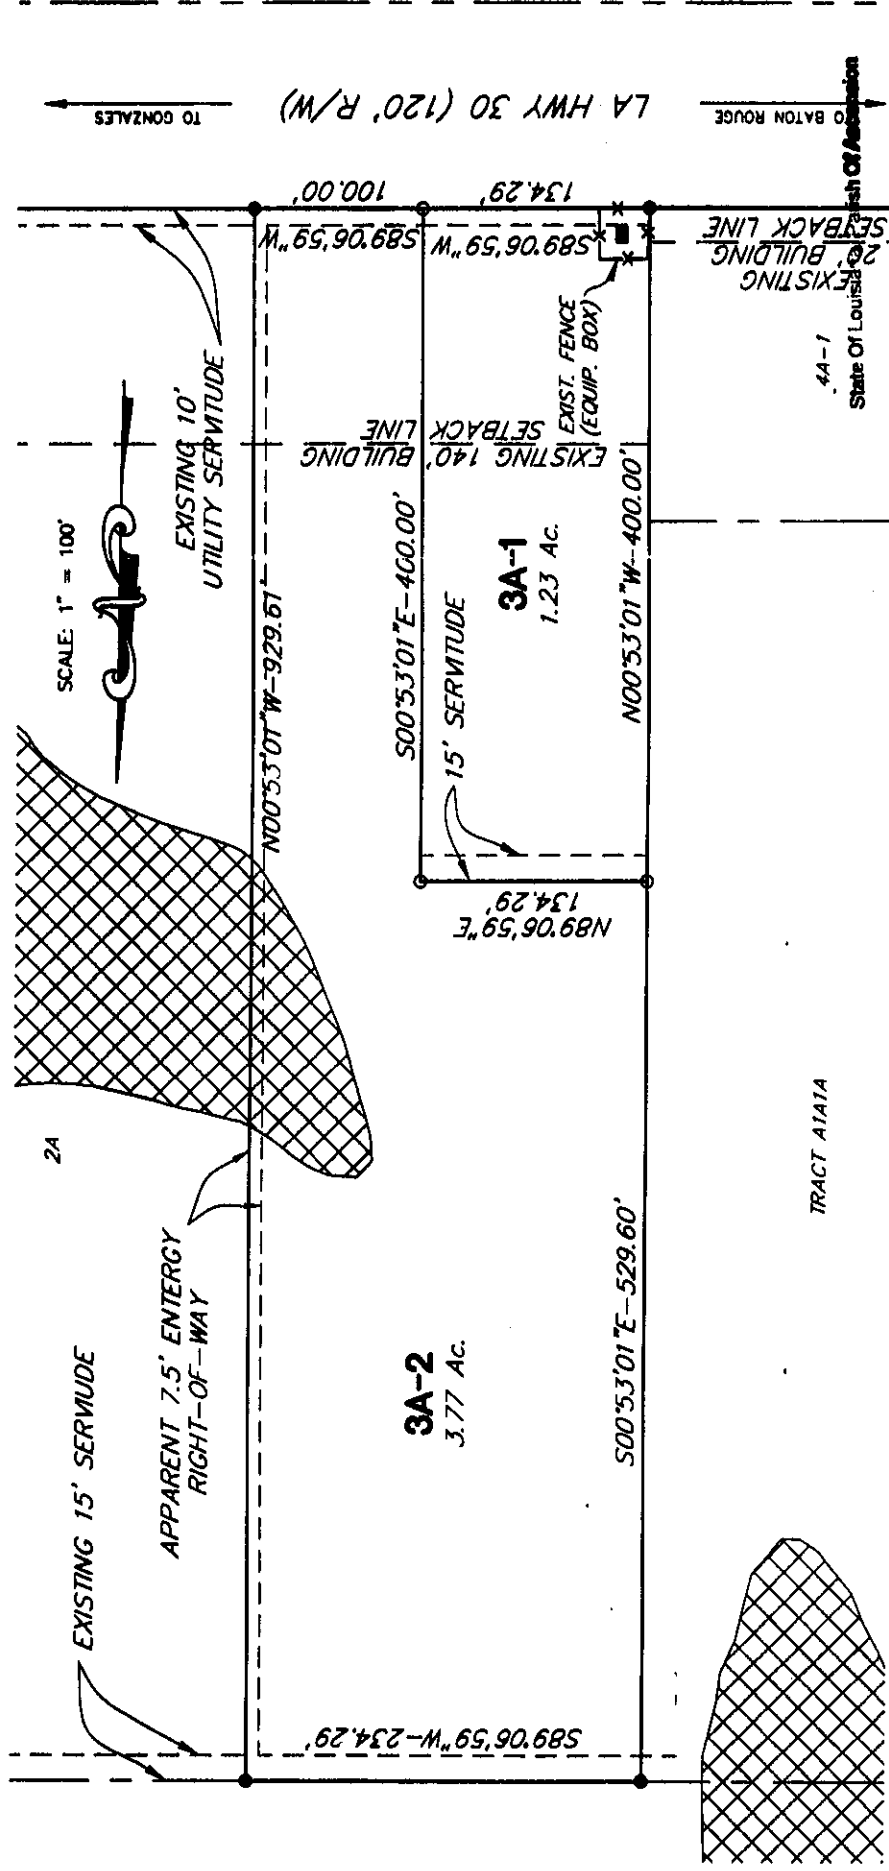 TO GONZALES
LA HWY 30 (120' R/W)
TO BATON ROUGE
100.00'
S89°06'59"W
134.29'
S89°06'59"W
EXISTING 10'
UTILITY SERVITUDE
SCALE: 1" = 100'
EXIST. FENCE
(EQUIP. BOX)
EXISTING
20' BUILDING
SETBACK LINE
4A-1
State Of Louisiana Parish Of Ascension
EXISTING 140' BUILDING
SETBACK LINE
N00°53'01"W-929.61'
S00°53'01"E-400.00'
3A-1
1.23 Ac.
N00°53'01"W-400.00'
15' SERVITUDE
N89°06'59"E
134.29'
2A
APPARENT 7.5' ENTERGY
RIGHT-OF-WAY
EXISTING 15' SERVIUDE
3A-2
3.77 Ac.
S00°53'01"E-529.60'
TRACT A1A1A
S89°06'59"W-234.29'